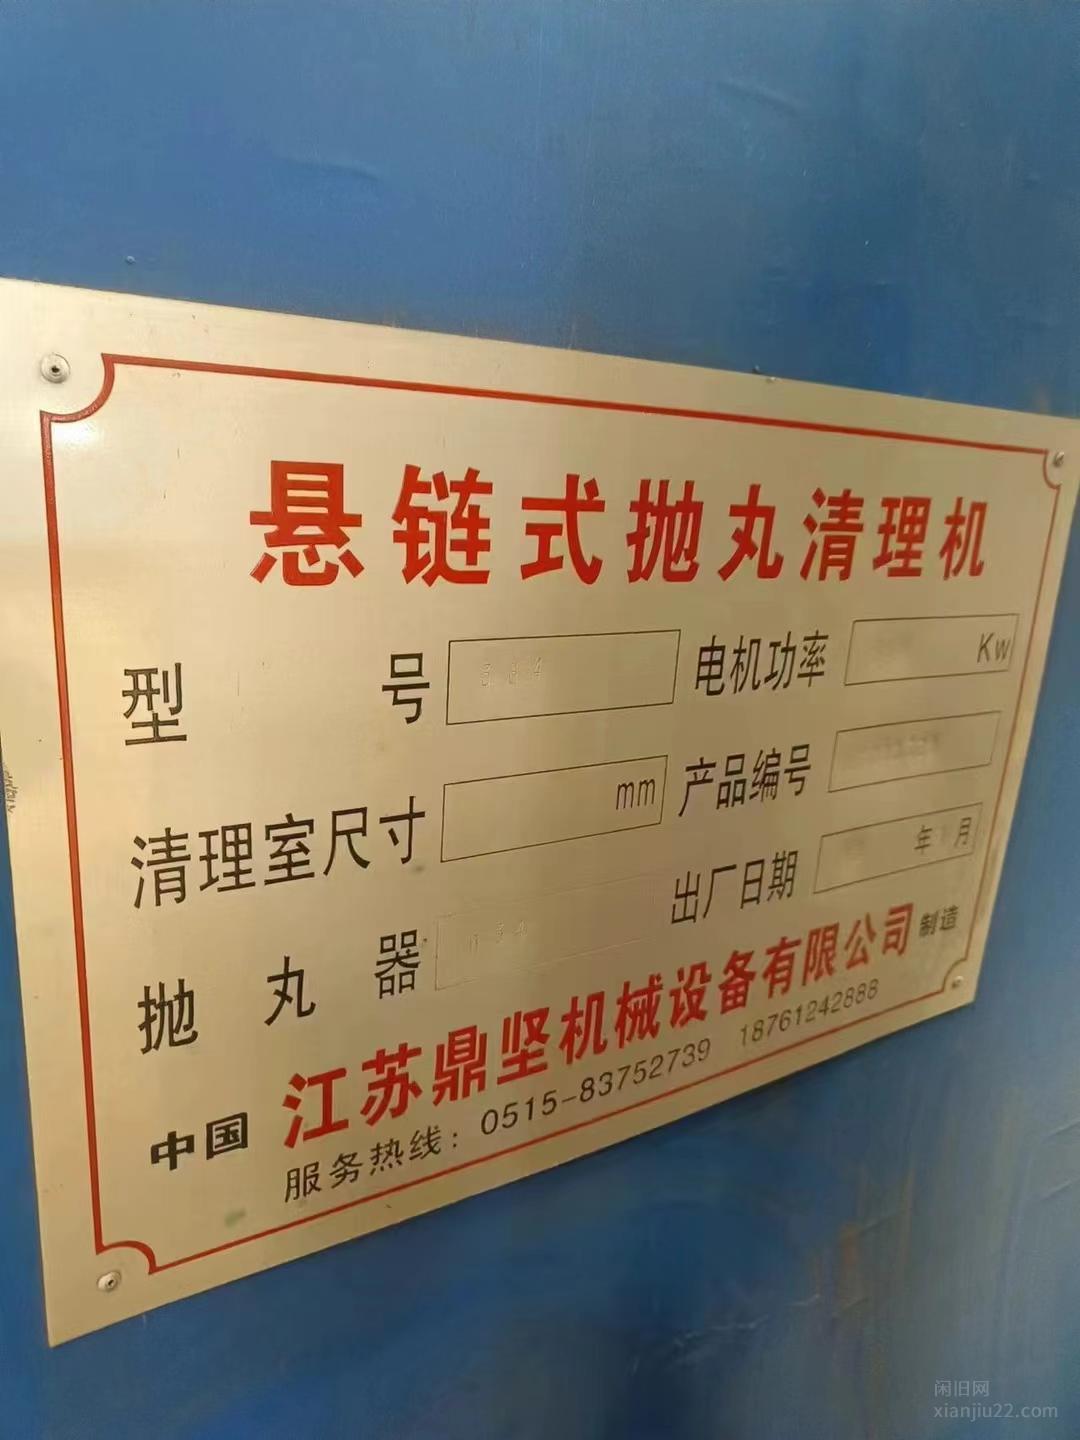 悬链式抛丸清理机
型 号 电机功率 Kw
清理室尺寸 mm 产品编号
抛丸器 出厂日期 年 月
中国 江苏鼎坚机械设备有限公司 制造
服务热线：0515-83752739 18761242888
闲旧网
xianjiu22.com